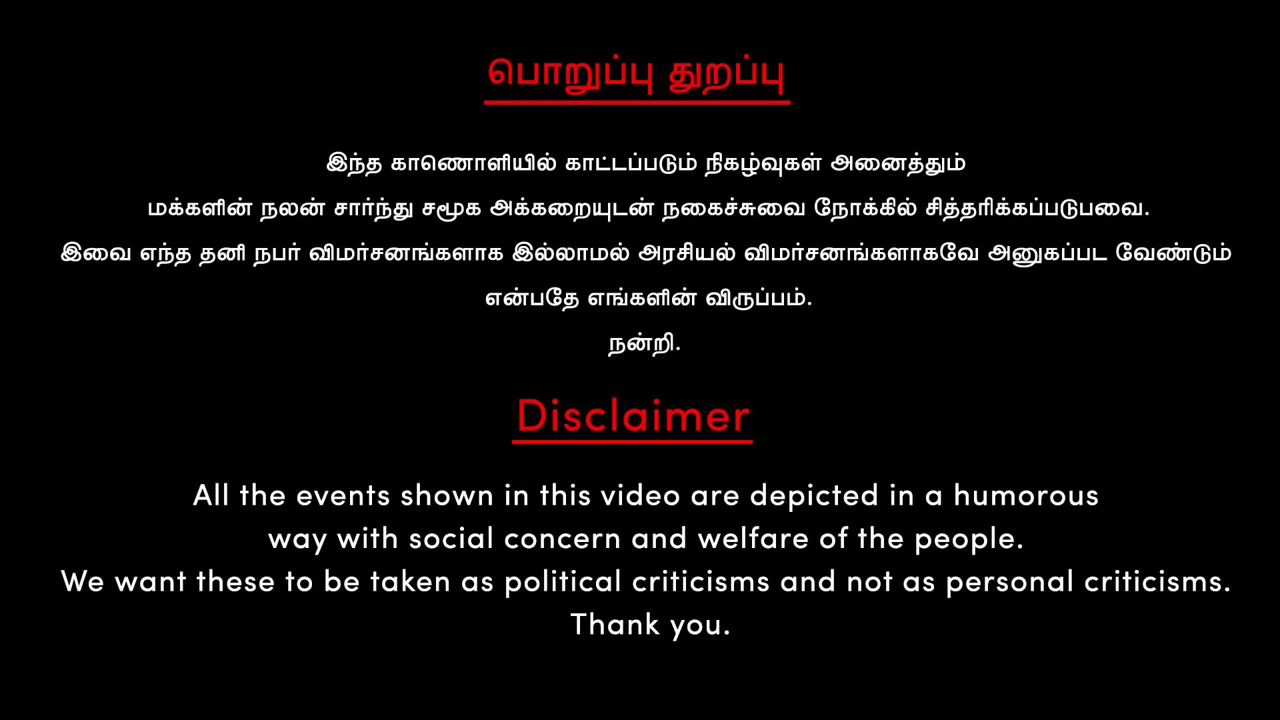 பொறுப்பு துறப்பு
இந்த காணொளியில் காட்டப்படும் நிகழ்வுகள் அனைத்தும்
மக்களின் நலன் சார்ந்து சமூக அக்கறையுடன் நகைச்சுவை நோக்கில் சித்தரிக்கப்படுபவை.
இவை எந்த தனி நபர் விமர்சனங்களாக இல்லாமல் அரசியல் விமர்சனங்களாகவே அனுகப்பட வேண்டும்
என்பதே எங்களின் விருப்பம்.
நன்றி.
Disclaimer
All the events shown in this video are depicted in a humorous
way with social concern and welfare of the people.
We want these to be taken as political criticisms and not as personal criticisms.
Thank you.